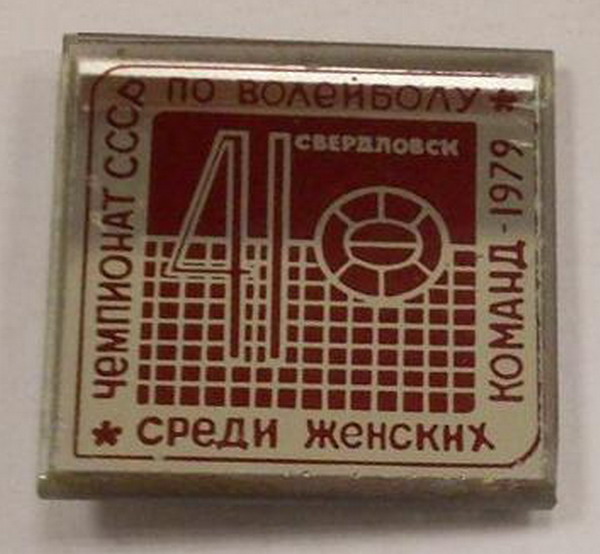 ЧЕМПИОНАТ СССР
ПО ВОЛЕЙБОЛУ *
СВЕРДЛОВСК
41
КОМАНД - 1979
* СРЕДИ ЖЕНСКИХ